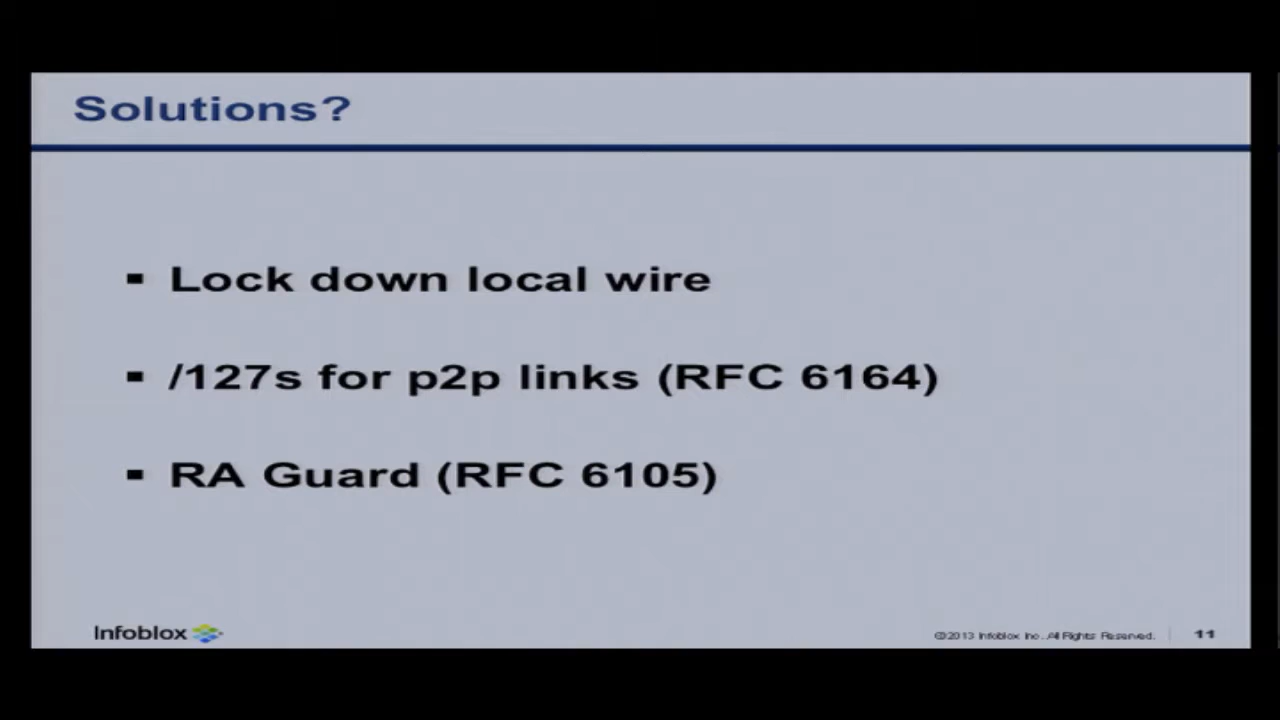 Solutions?
▪ Lock down local wire
▪ /127s for p2p links (RFC 6164)
▪ RA Guard (RFC 6105)
Infoblox
©2013 Infoblox Inc. All Rights Reserved. 11